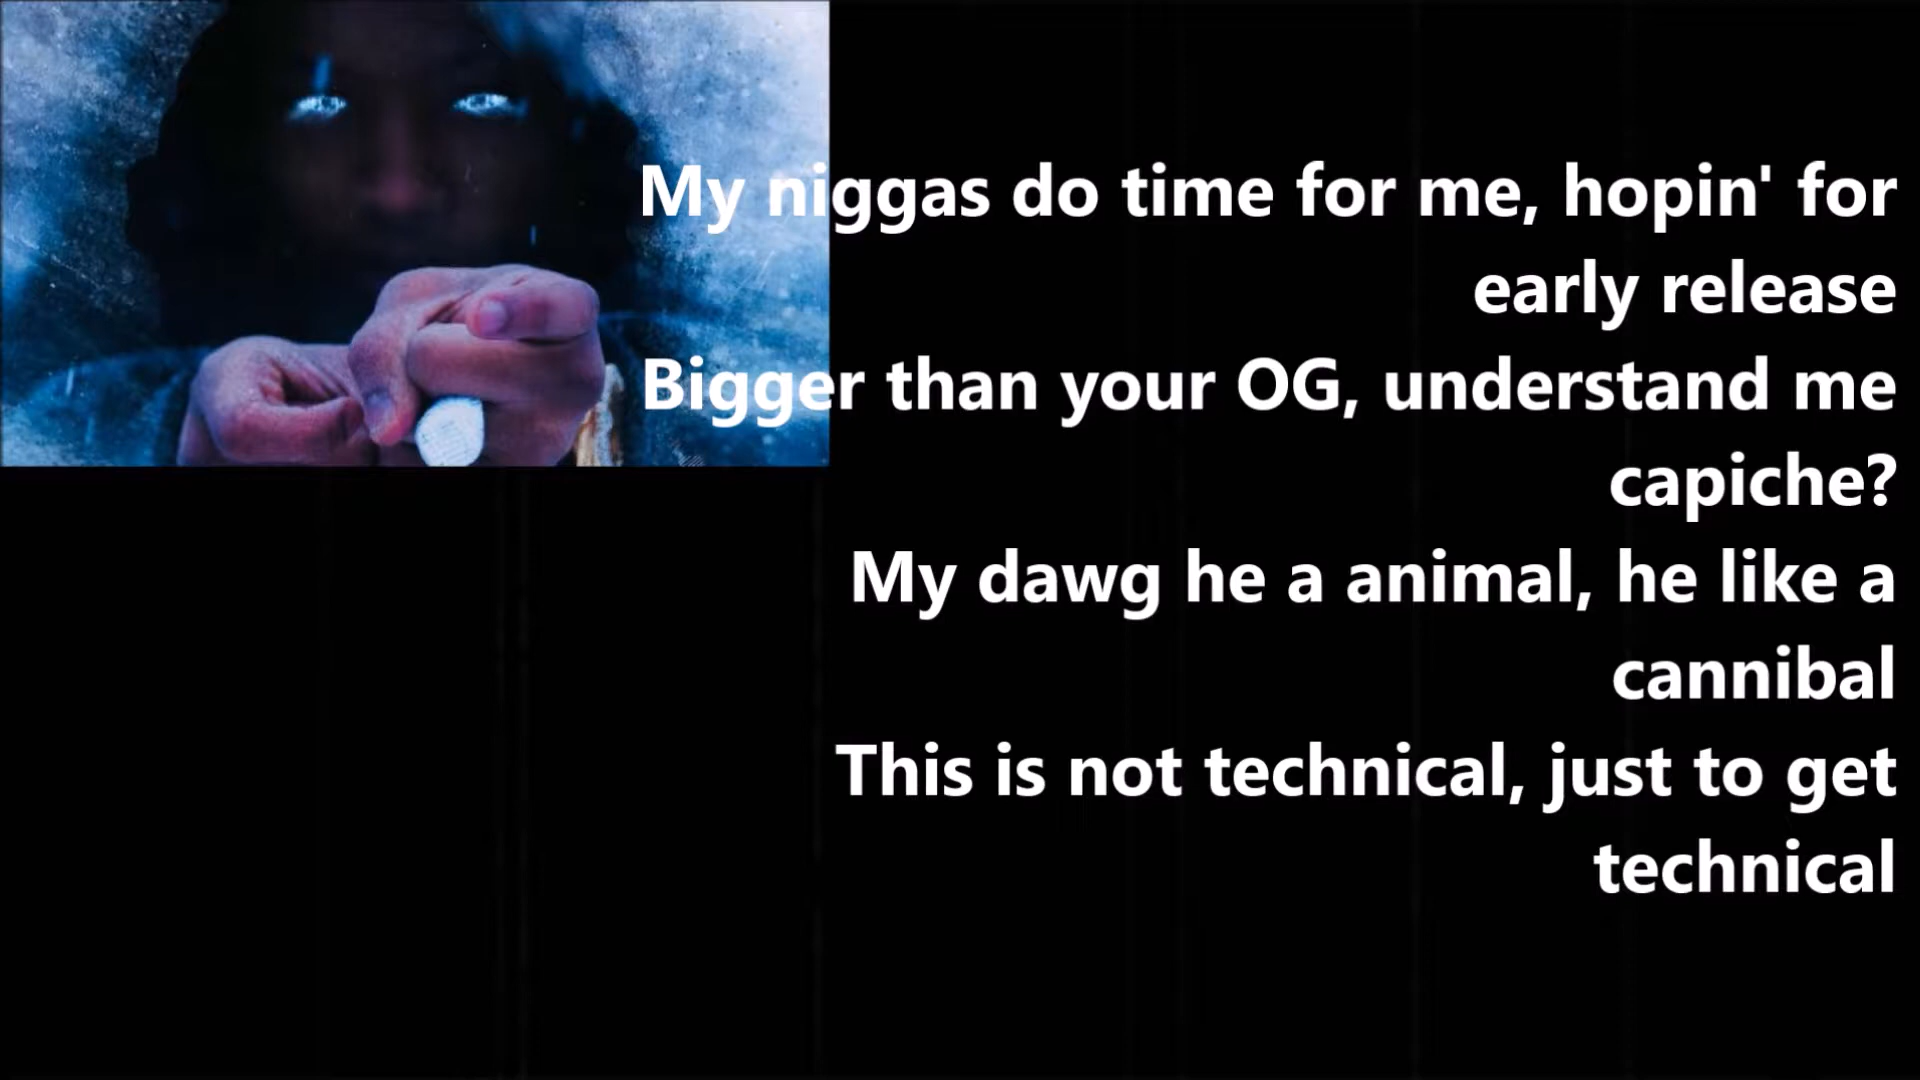 My niggas do time for me, hopin' for
early release
Bigger than your OG, understand me
capiche?
My dawg he a animal, he like a
cannibal
This is not technical, just to get
technical